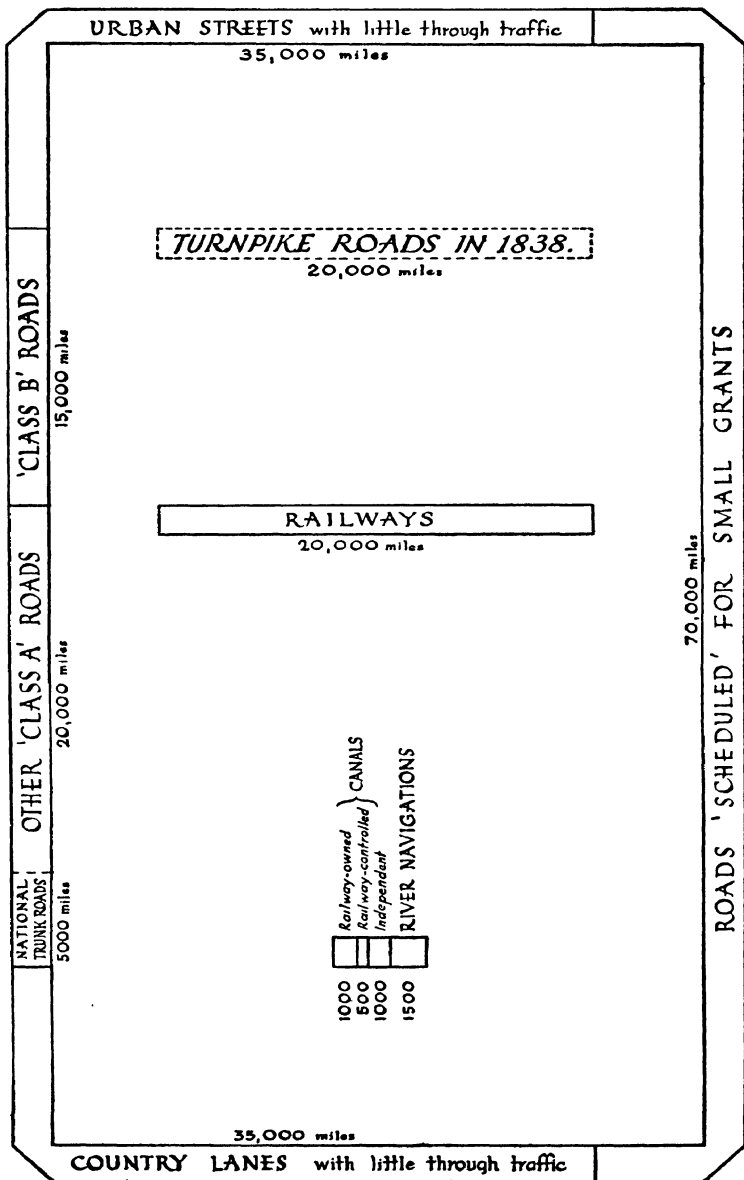 URBAN STREETS with little through traffic
35,000 miles
TURNPIKE ROADS IN 1838.
20,000 miles
'CLASS B' ROADS
15,000 miles
RAILWAYS
20,000 miles
OTHER 'CLASS A' ROADS
20,000 miles
NATIONAL
TRUNK ROADS
5000 miles
Railway-owned
Railway-controlled
Independant
CANALS
RIVER NAVIGATIONS
1000
500
1000
1500
70,000 miles
ROADS 'SCHEDULED' FOR SMALL GRANTS
35,000 miles
COUNTRY LANES with little through traffic